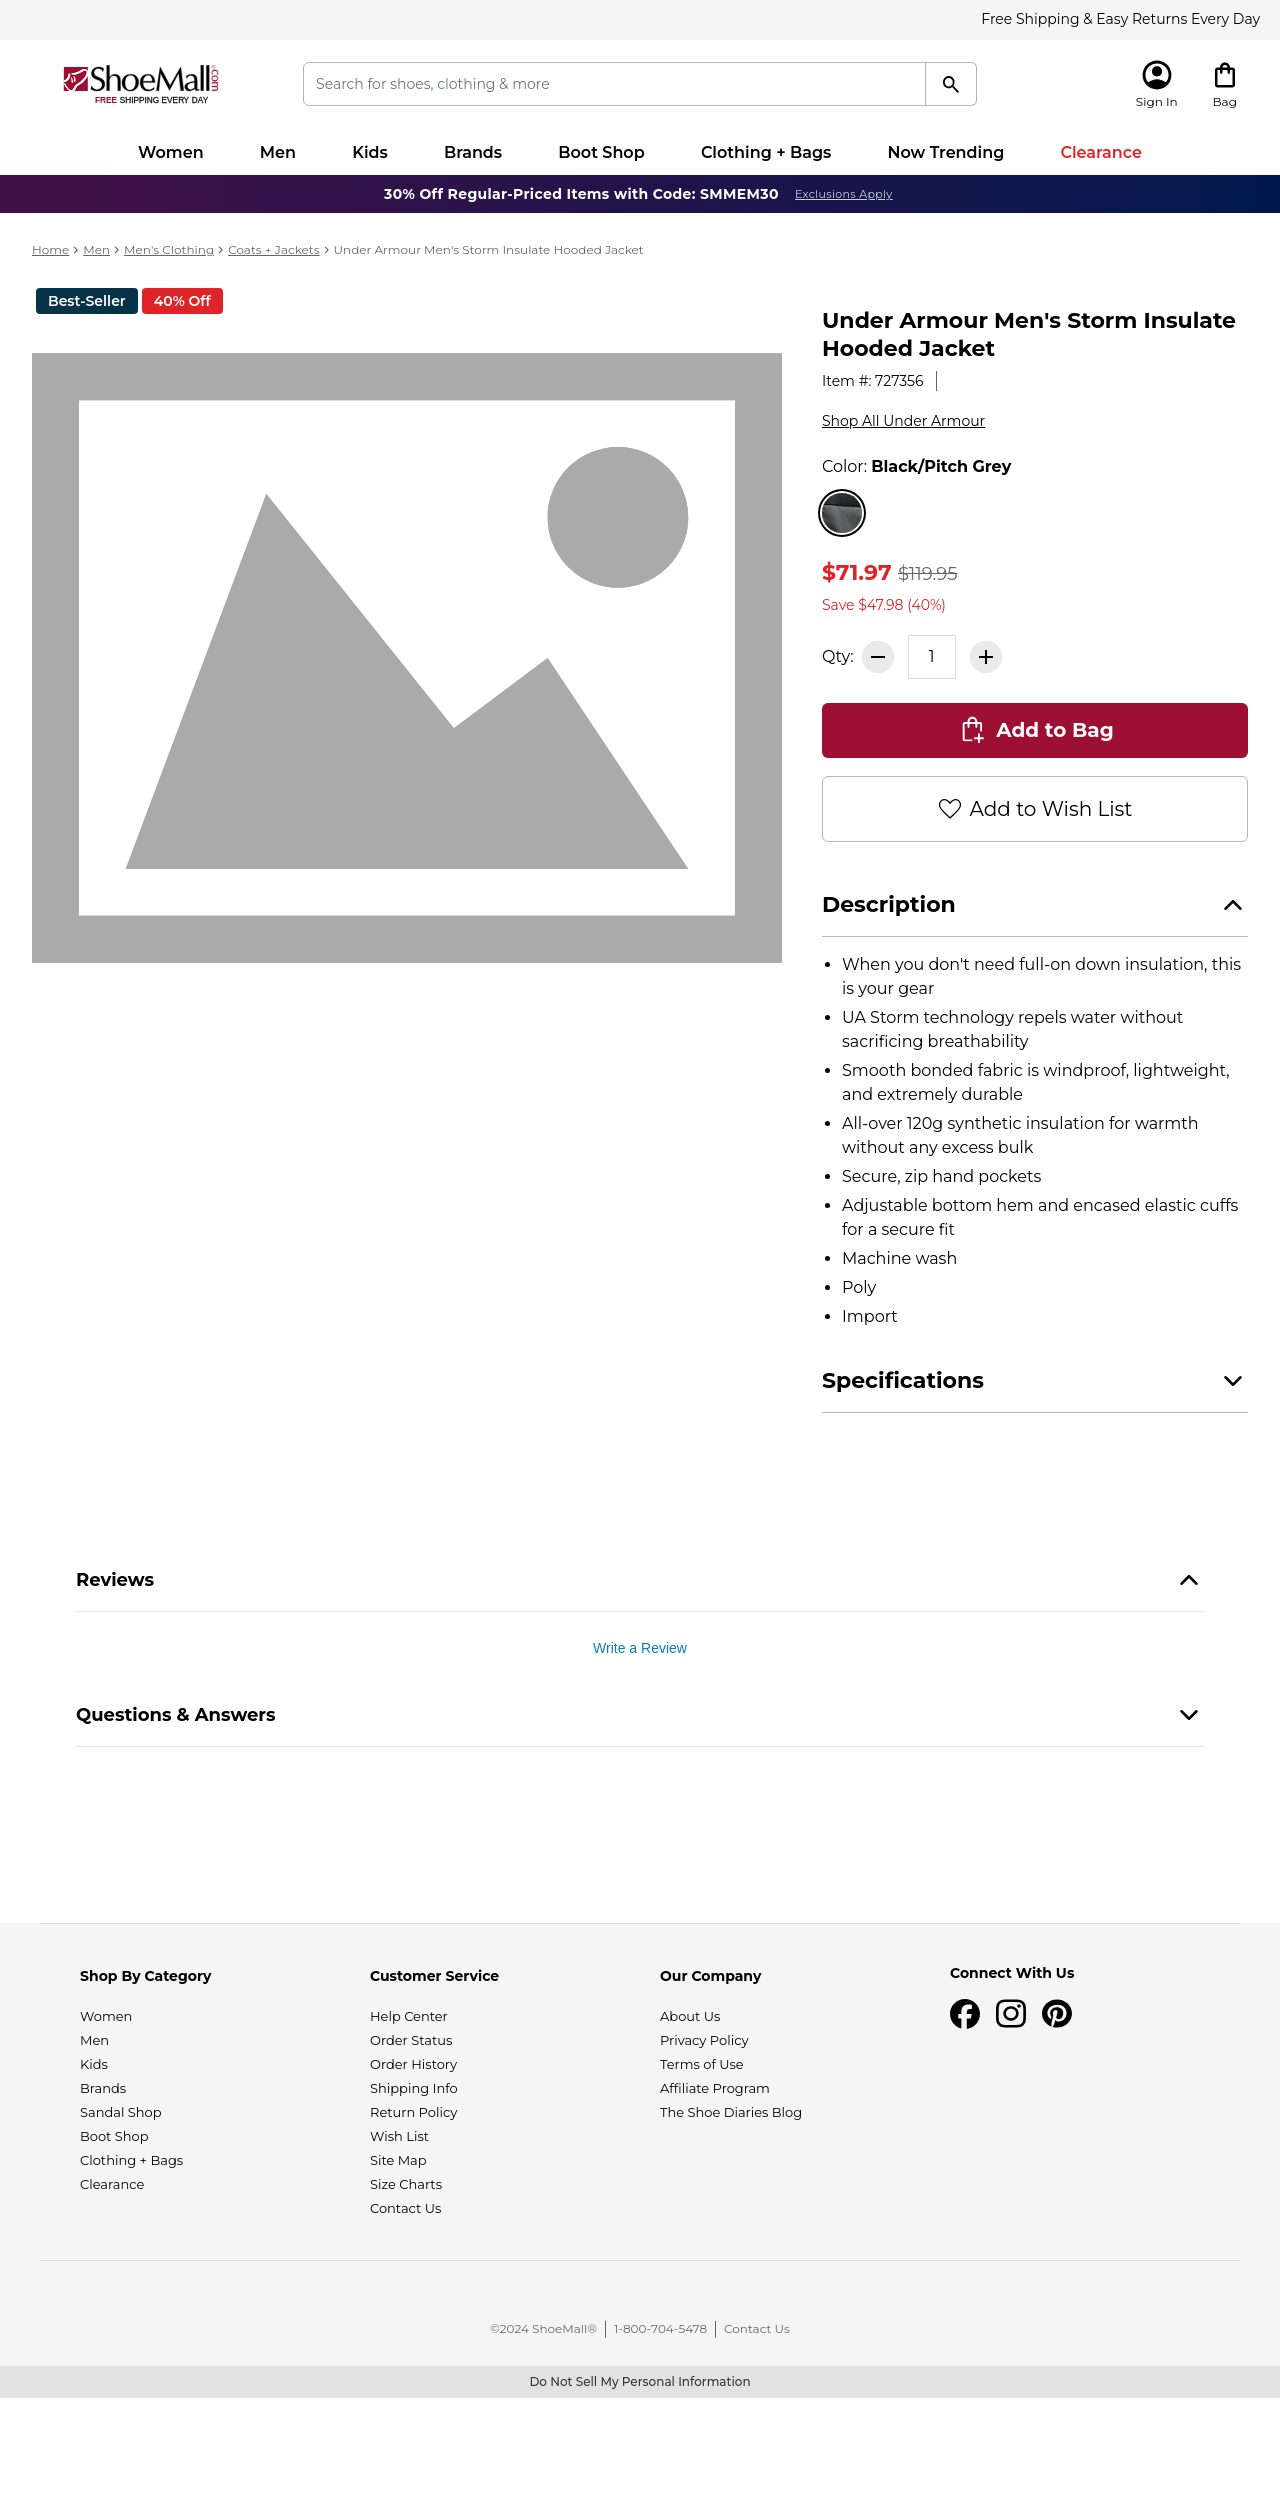 Free Shipping & Easy Returns Every Day
ShoeMall.com
FREE SHIPPING EVERY DAY
Search for shoes, clothing & more
Sign In
Bag
Women
Men
Kids
Brands
Boot Shop
Clothing + Bags
Now Trending
Clearance
30% Off Regular-Priced Items with Code: SMMEM30 Exclusions Apply
Home > Men > Men's Clothing > Coats + Jackets > Under Armour Men's Storm Insulate Hooded Jacket
Best-Seller
40% Off
Under Armour Men's Storm Insulate
Hooded Jacket
Item #: 727356
Shop All Under Armour
Color: Black/Pitch Grey
$71.97 $119.95
Save $47.98 (40%)
Qty: 1
Add to Bag
Add to Wish List
Description
• When you don't need full-on down insulation, this
is your gear
• UA Storm technology repels water without
sacrificing breathability
• Smooth bonded fabric is windproof, lightweight,
and extremely durable
• All-over 120g synthetic insulation for warmth
without any excess bulk
• Secure, zip hand pockets
• Adjustable bottom hem and encased elastic cuffs
for a secure fit
• Machine wash
• Poly
• Import
Specifications
Reviews
Write a Review
Questions & Answers
Shop By Category
Women
Men
Kids
Brands
Sandal Shop
Boot Shop
Clothing + Bags
Clearance
Customer Service
Help Center
Order Status
Order History
Shipping Info
Return Policy
Wish List
Site Map
Size Charts
Contact Us
Our Company
About Us
Privacy Policy
Terms of Use
Affiliate Program
The Shoe Diaries Blog
Connect With Us
©2024 ShoeMall® | 1-800-704-5478 | Contact Us
Do Not Sell My Personal Information